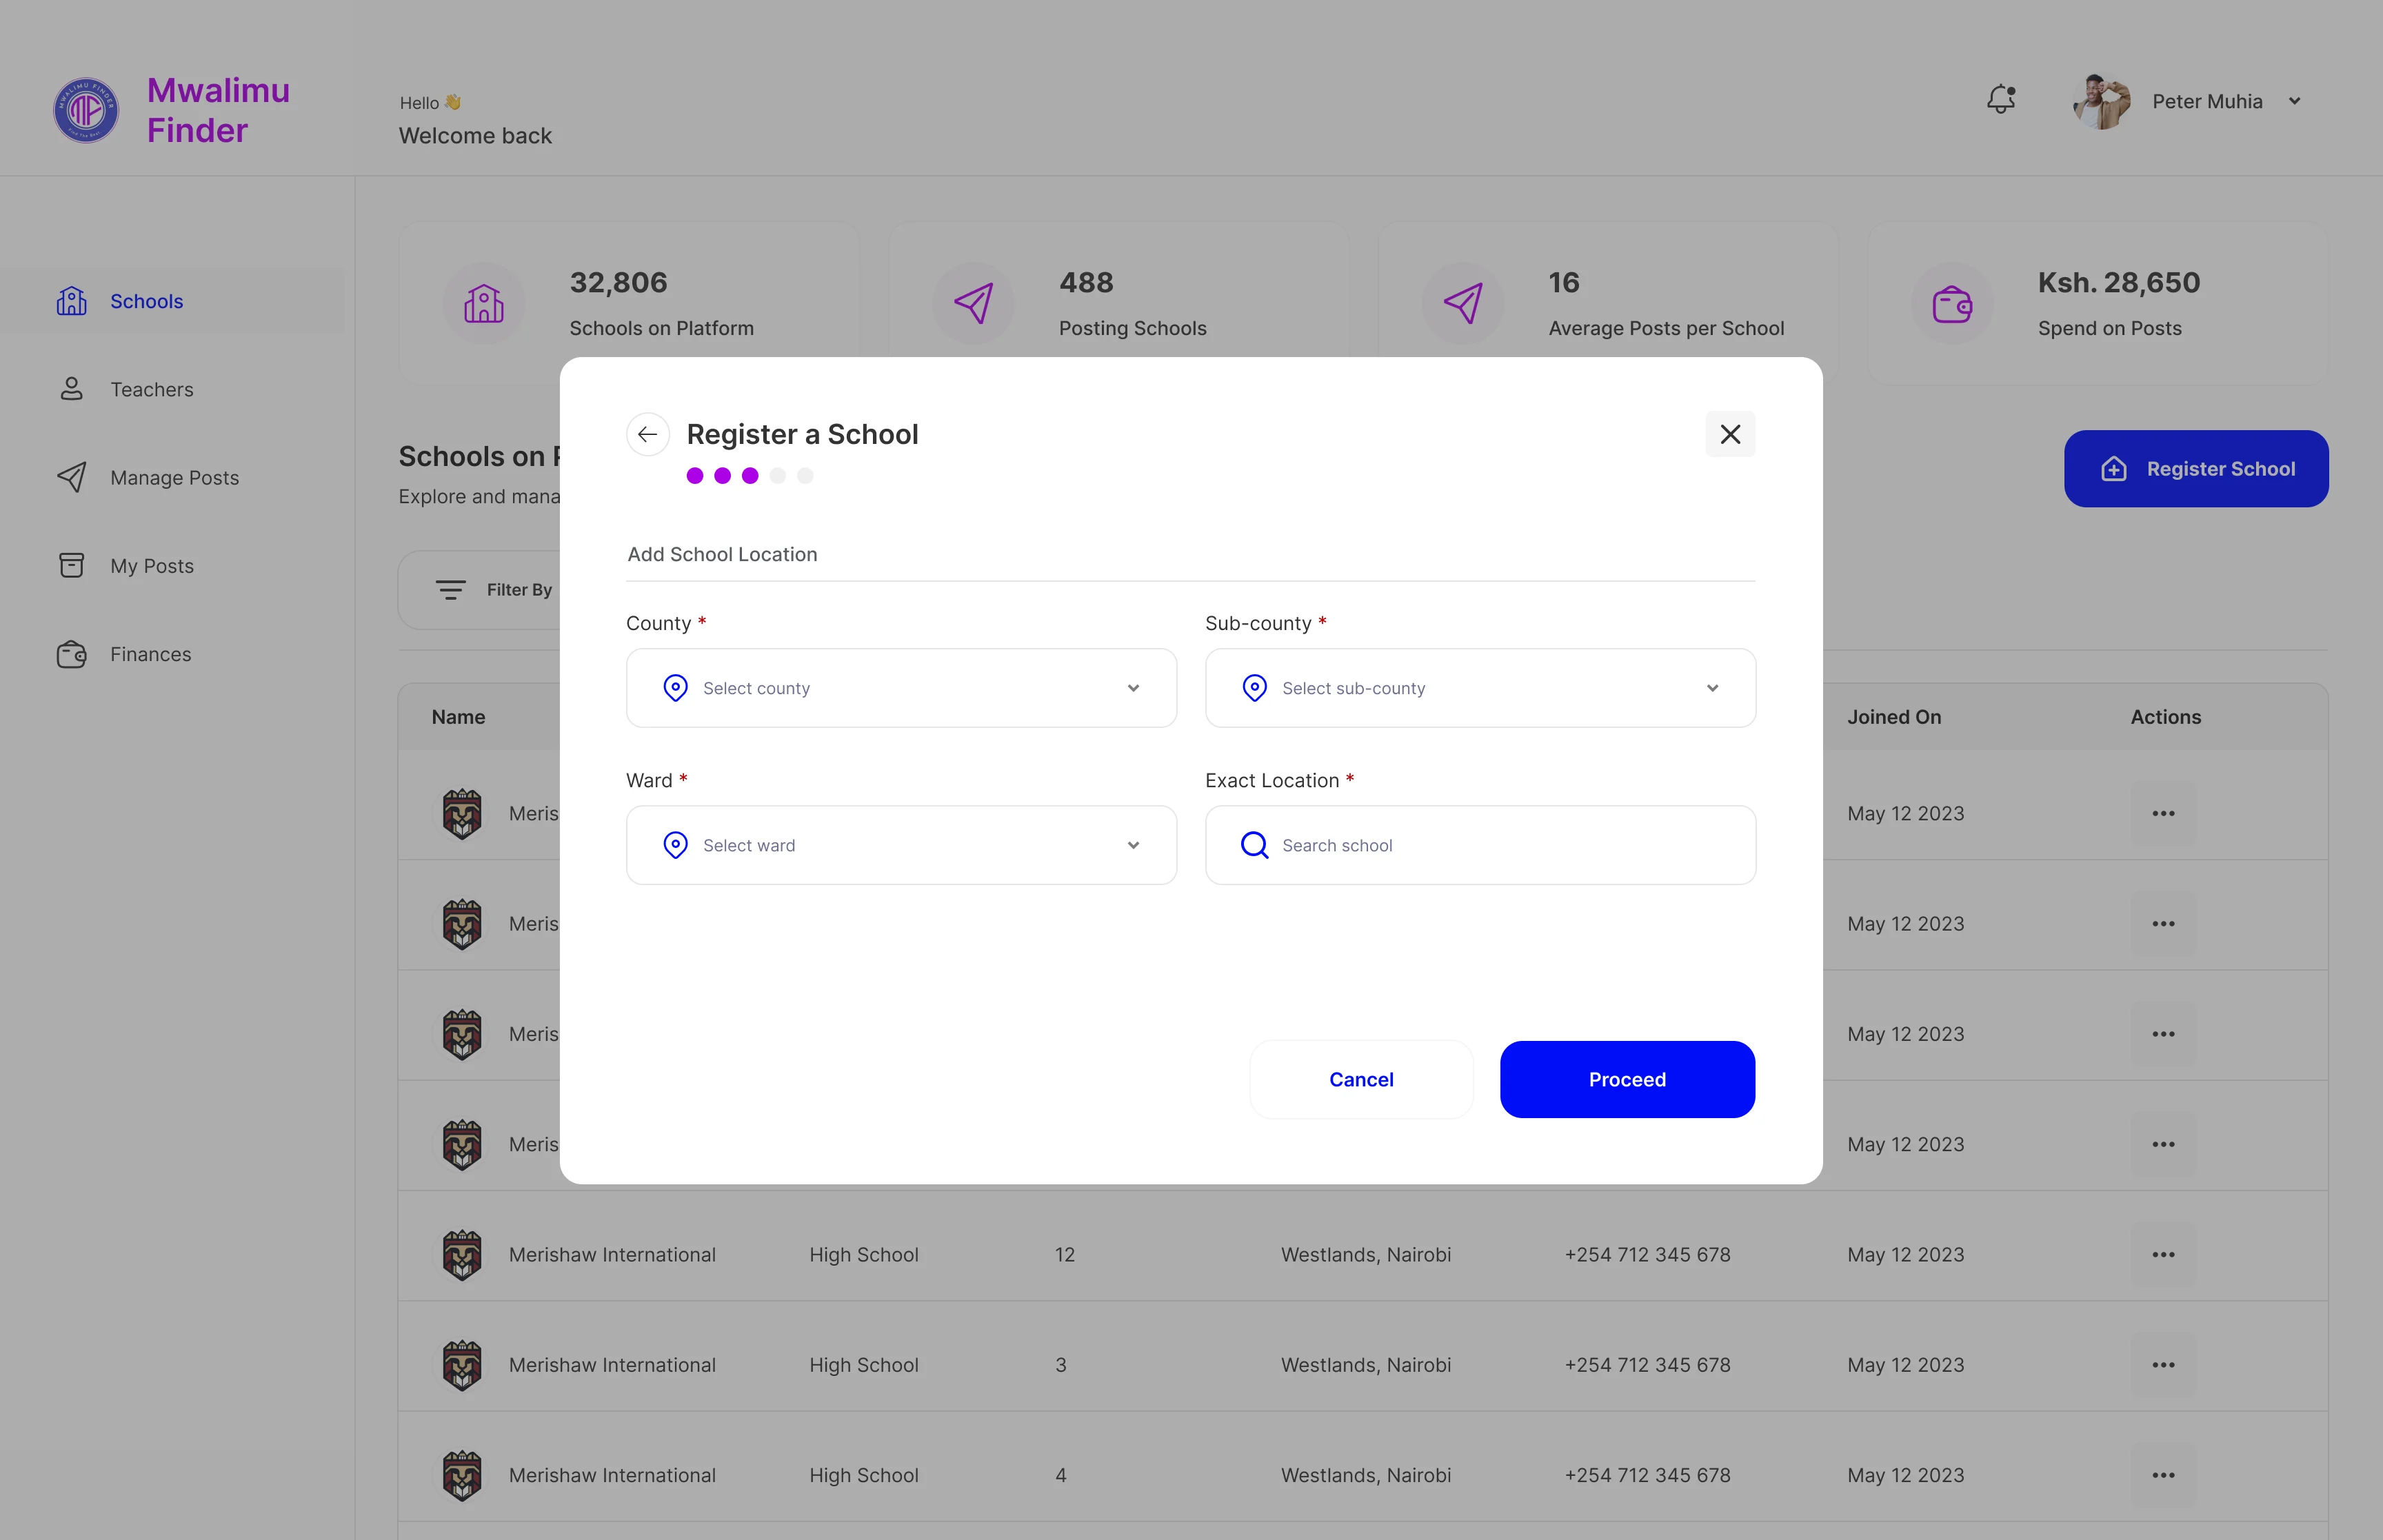 Mwalimu
Finder
Hello 👋
Welcome back
Peter Muhia
Schools
Teachers
Manage Posts
My Posts
Finances
32,806
Schools on Platform
488
Posting Schools
16
Average Posts per School
Ksh. 28,650
Spend on Posts
Schools on
Explore and mana
Register School
Filter By
Register a School
Add School Location
County *
Select county
Sub-county *
Select sub-county
Ward *
Select ward
Exact Location *
Search school
Cancel
Proceed
Name
Joined On
Actions
Meris
May 12 2023
Meris
May 12 2023
Meris
May 12 2023
Meris
May 12 2023
Merishaw International High School 12 Westlands, Nairobi +254 712 345 678 May 12 2023
Merishaw International High School 3 Westlands, Nairobi +254 712 345 678 May 12 2023
Merishaw International High School 4 Westlands, Nairobi +254 712 345 678 May 12 2023